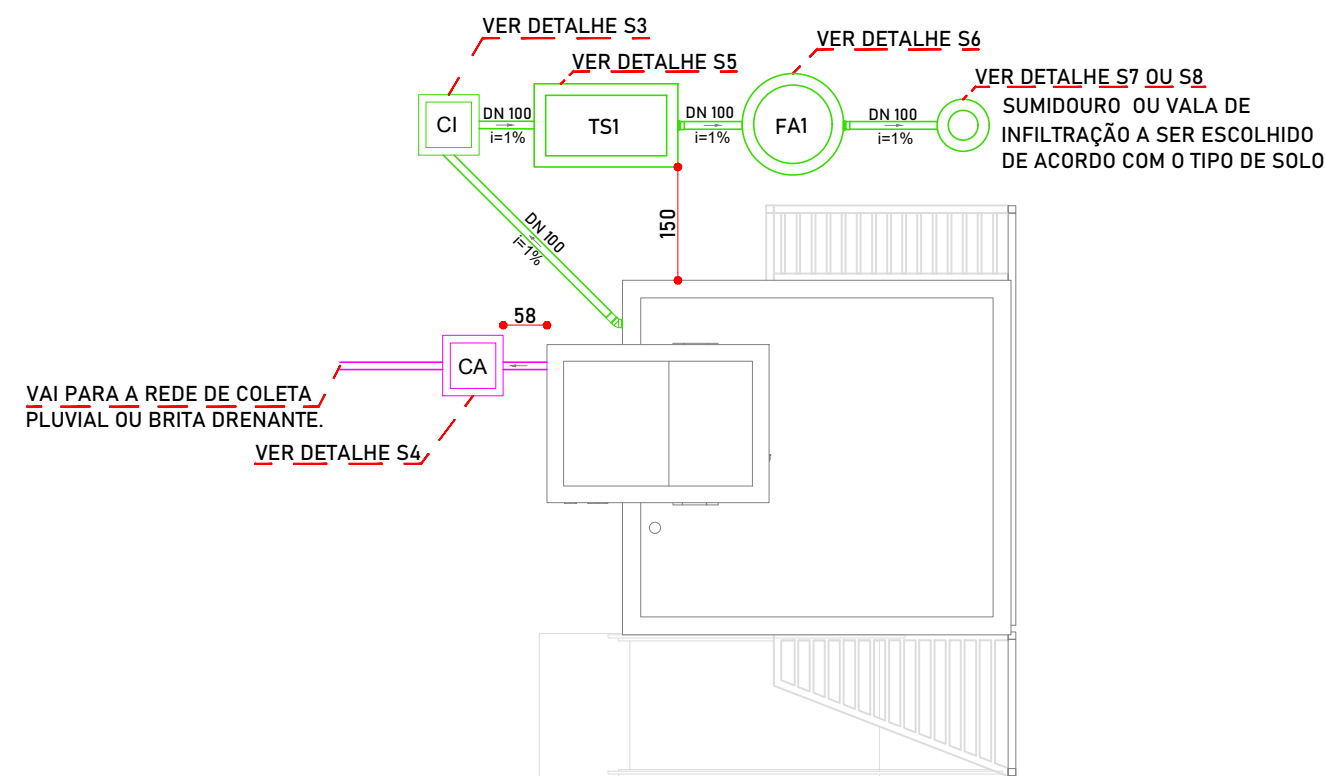 VER DETALHE S3
VER DETALHE S6
VER DETALHE S5
VER DETALHE S7 OU S8
SUMIDOURO OU VALA DE
INFILTRAÇÃO A SER ESCOLHIDO
DE ACORDO COM O TIPO DE SOLO
CI
DN 100
i=1%
TS1
DN 100
i=1%
FA1
DN 100
i=1%
DN 100
i=1%
150
58
CA
VAI PARA A REDE DE COLETA
PLUVIAL OU BRITA DRENANTE.
VER DETALHE S4